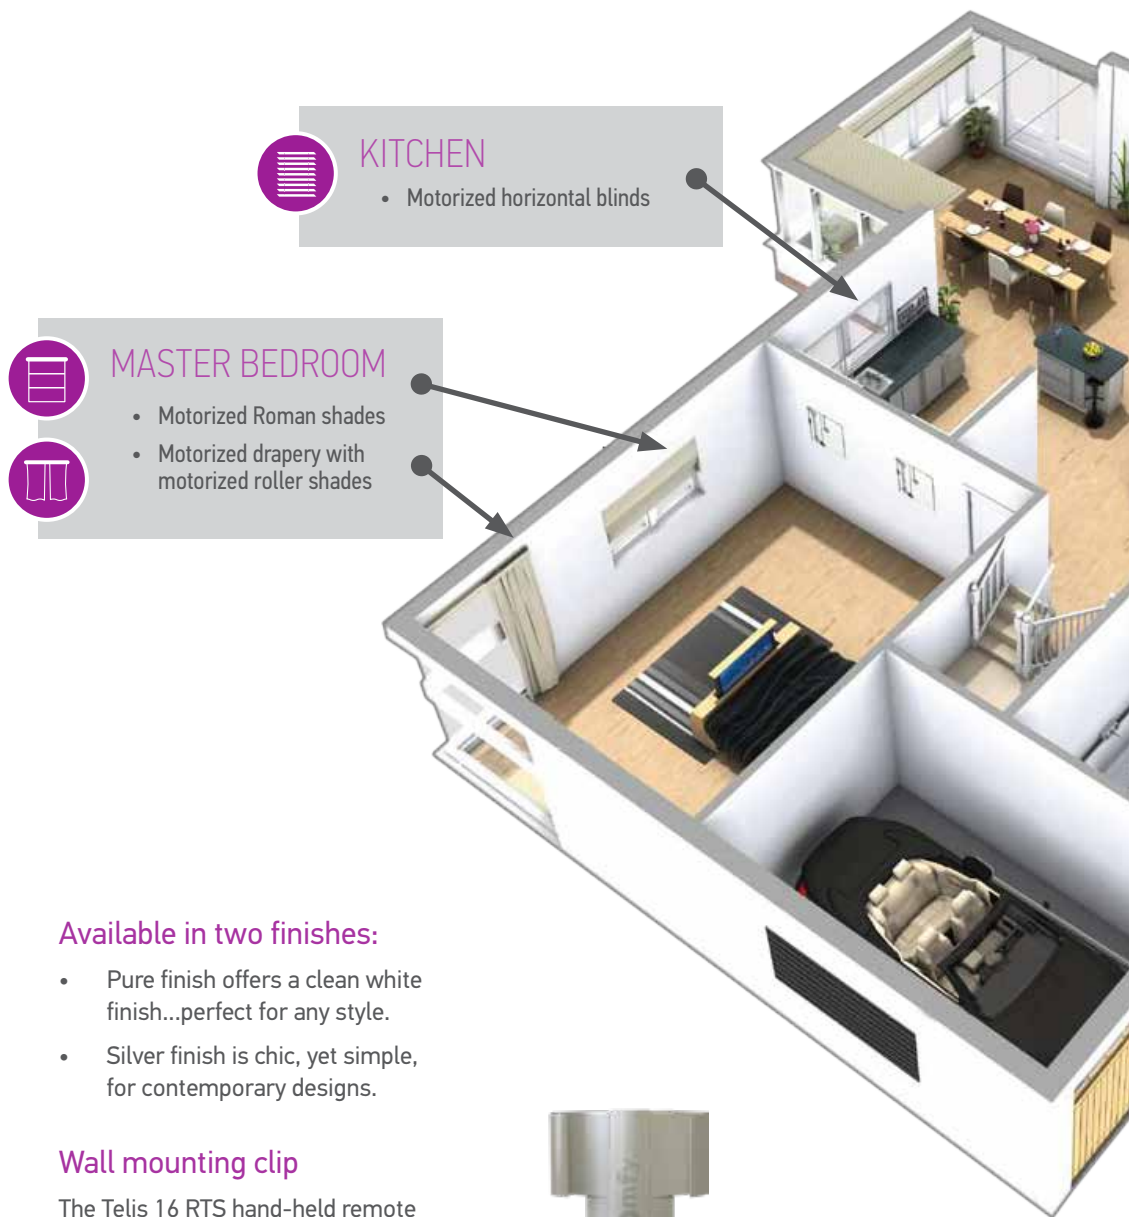 KITCHEN
• Motorized horizontal blinds
MASTER BEDROOM
• Motorized Roman shades
• Motorized drapery with
motorized roller shades
Available in two finishes:
• Pure finish offers a clean white
finish...perfect for any style.
• Silver finish is chic, yet simple,
for contemporary designs.
Wall mounting clip
The Telis 16 RTS hand-held remote